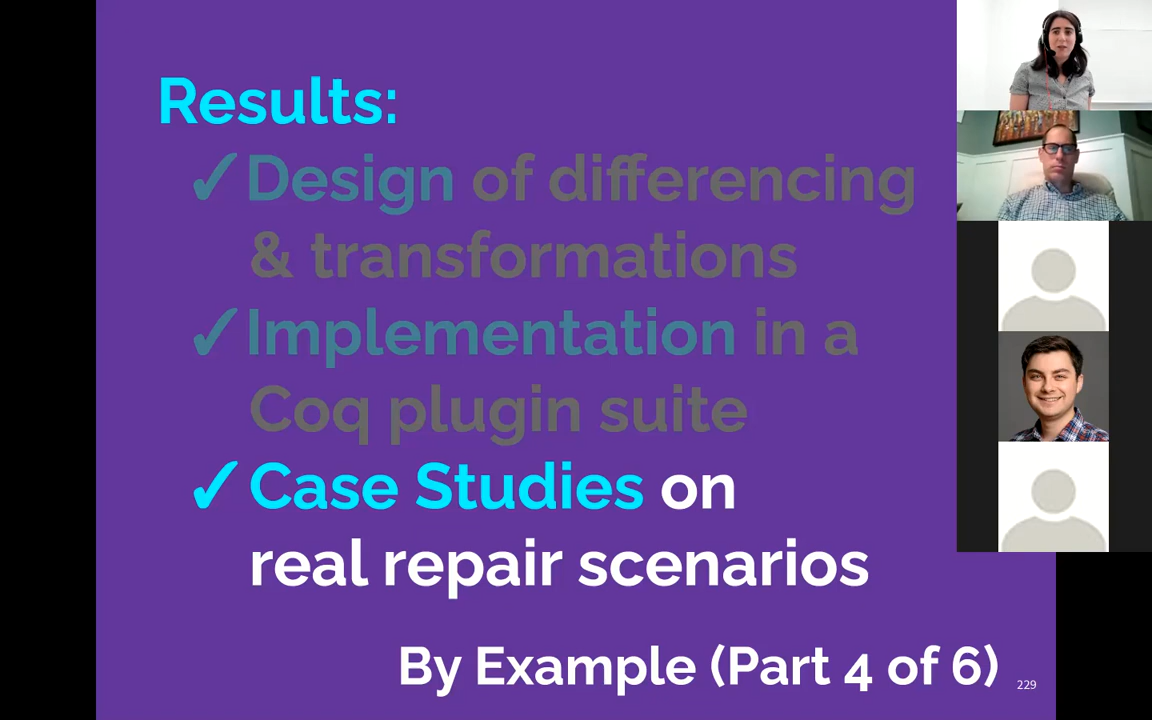 Results:
✓Design of differencing
& transformations
✓Implementation in a
Coq plugin suite
✓Case Studies on
real repair scenarios
By Example (Part 4 of 6)
229